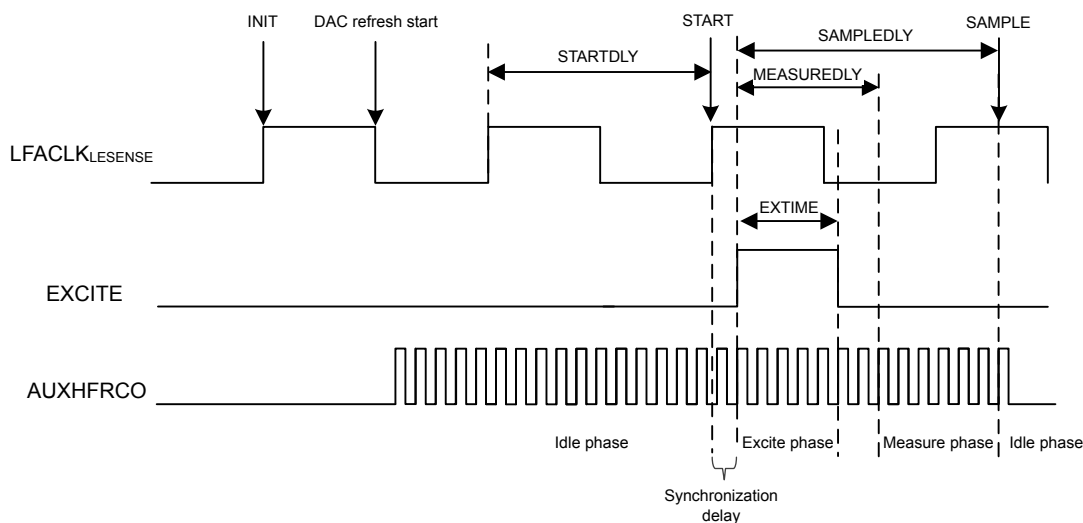 INIT
DAC refresh start
START
SAMPLE
SAMPLEDLY
STARTDLY
MEASUREDLY
LFACLKLESENSE
EXTIME
EXCITE
AUXHFRCO
Idle phase
Excite phase
Measure phase
Idle phase
Synchronization
delay